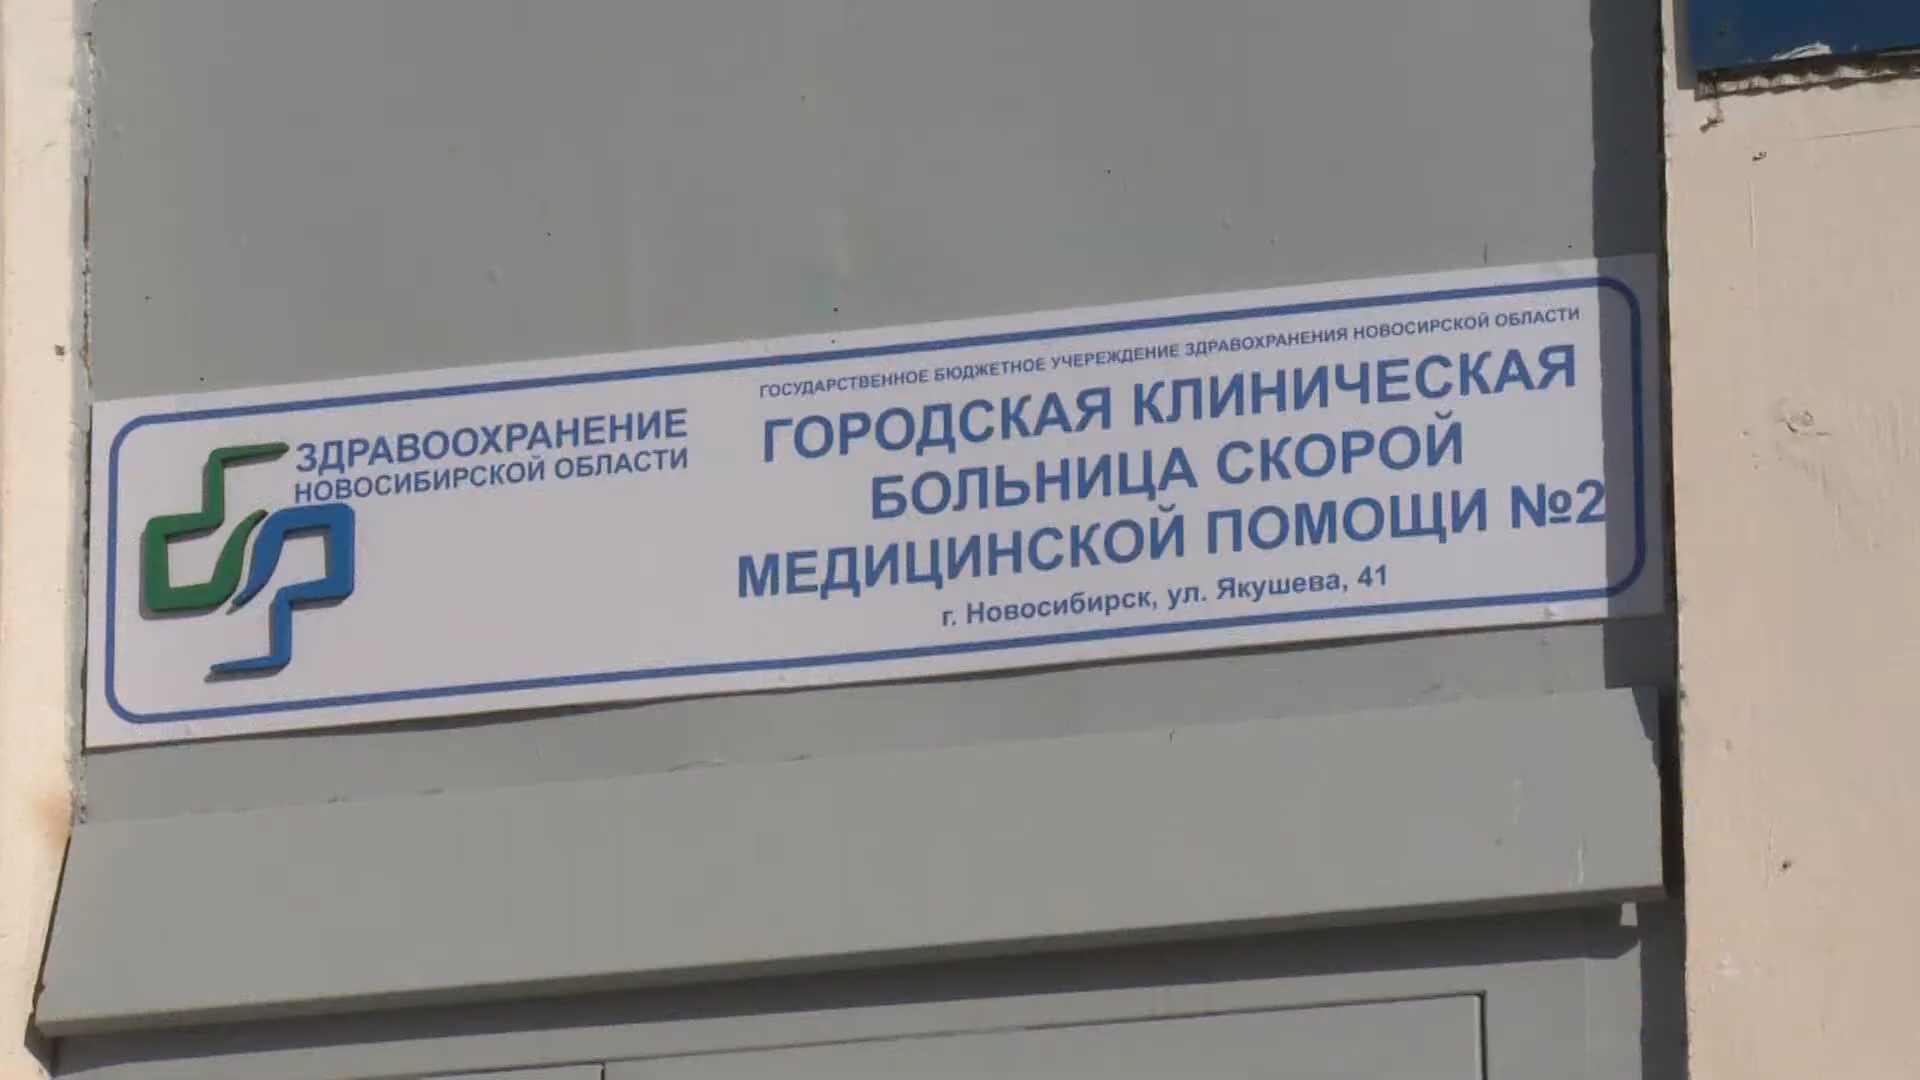 ЗДРАВООХРАНЕНИЕ
НОВОСИБИРСКОЙ ОБЛАСТИ
ГОСУДАРСТВЕННОЕ БЮДЖЕТНОЕ УЧЕРЕЖДЕНИЕ ЗДРАВОХРАНЕНИЯ НОВОСИРСКОЙ ОБЛАСТИ
ГОРОДСКАЯ КЛИНИЧЕСКАЯ
БОЛЬНИЦА СКОРОЙ
МЕДИЦИНСКОЙ ПОМОЩИ №2
г. Новосибирск, ул. Якушева, 41